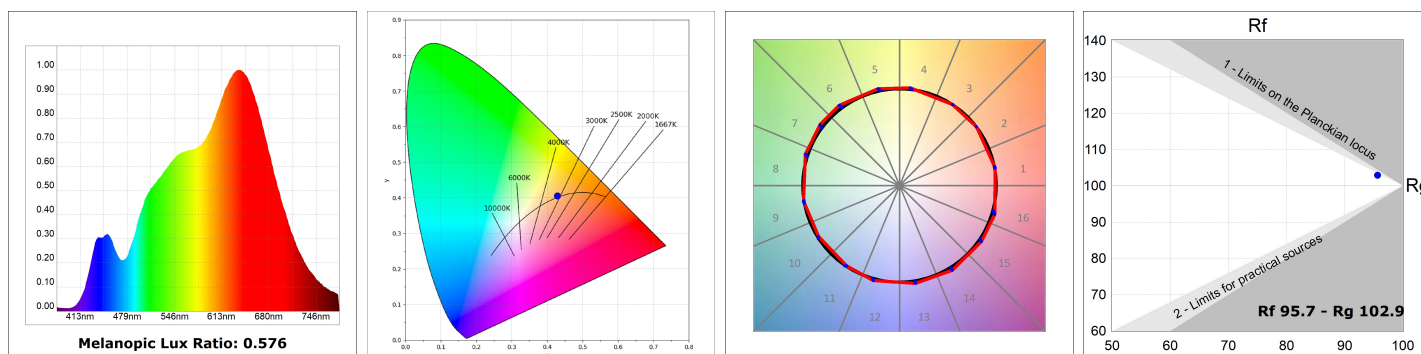 1.00
0.90
0.80
0.70
0.60
0.50
0.40
0.30
0.20
0.10
0.00
413nm 479nm 546nm 613nm 680nm 746nm
Melanopic Lux Ratio: 0.576
0.9
0.8
0.7
0.6
0.5
0.4
0.3
0.2
0.1
0.0
y
0.0 0.1 0.2 0.3 0.4 0.5 0.6 0.7 0.8
10000K
6000K
4000K
3000K
2500K
2000K
1667K
5 4
6 3
7 2
8 1
9 16
10 15
11 14
12 13
Rf
140
130
120
110
100
90
80
70
60
50 60 70 80 90 100
1 - Limits on the Planckian locus
2 - Limits for practical sources
Rf 95.7 - Rg 102.9